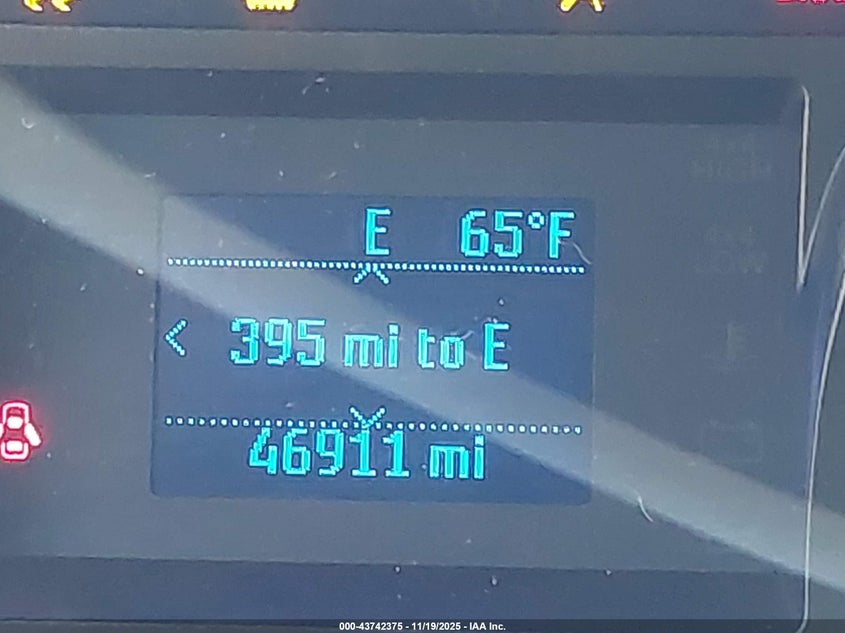 E 65°F
< 395 mi to E
46911 mi
000-43742375 - 11/19/2025 - IAA Inc.